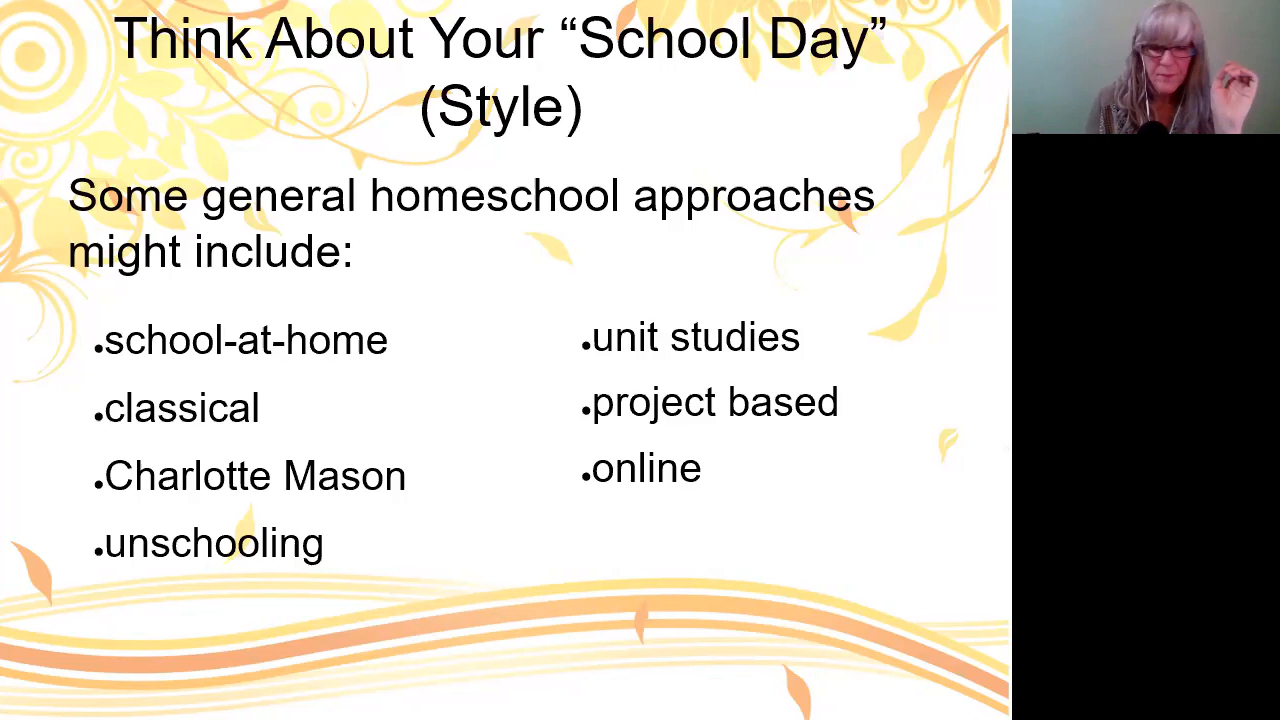 Think About Your “School Day”
(Style)
Some general homeschool approaches
might include:
●school-at-home
●classical
●Charlotte Mason
●unschooling
●unit studies
●project based
●online